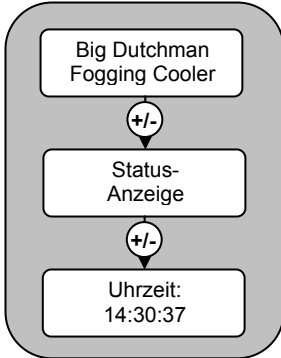 Big Dutchman
Fogging Cooler
+/-
Status-
Anzeige
+/-
Uhrzeit:
14:30:37